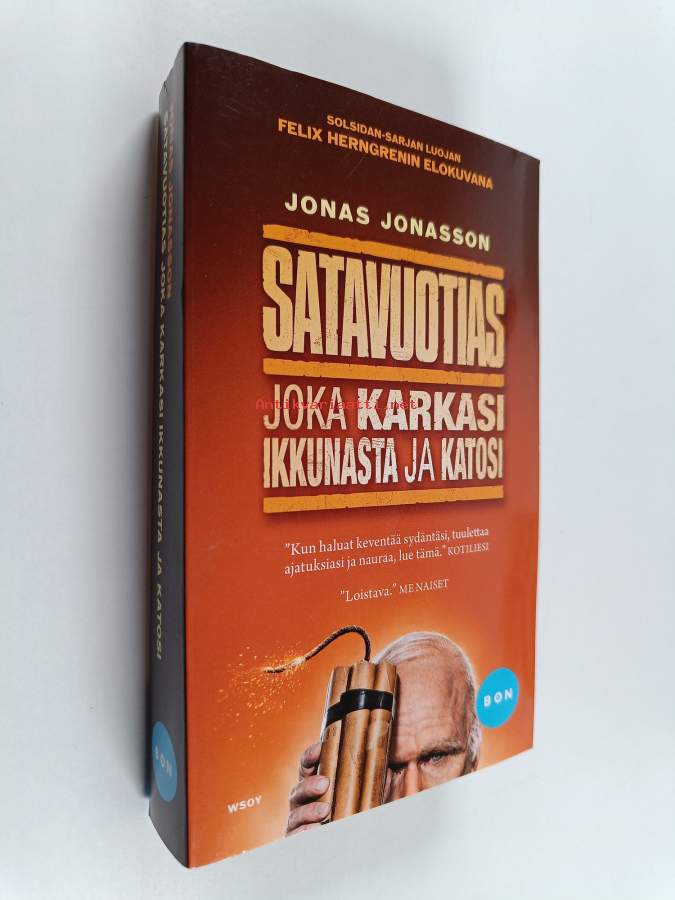 SOLSIDAN-SARJAN LUOJAN
FELIX HERNGRENIN ELOKUVANA
JONAS JONASSON
SATAVUOTIAS
JOKA KARKASI
IKKUNASTA JA KATOSI
Antikvariaatti.net
"Kun haluat keventää sydäntäsi, tuulettaa
ajatuksiasi ja nauraa, lue tämä." KOTILIESI
"Loistava." ME NAISET
BON
WSOY
JONAS JONASSON
SATAVUOTIAS JOKA KARKASI IKKUNASTA JA KATOSI
BON